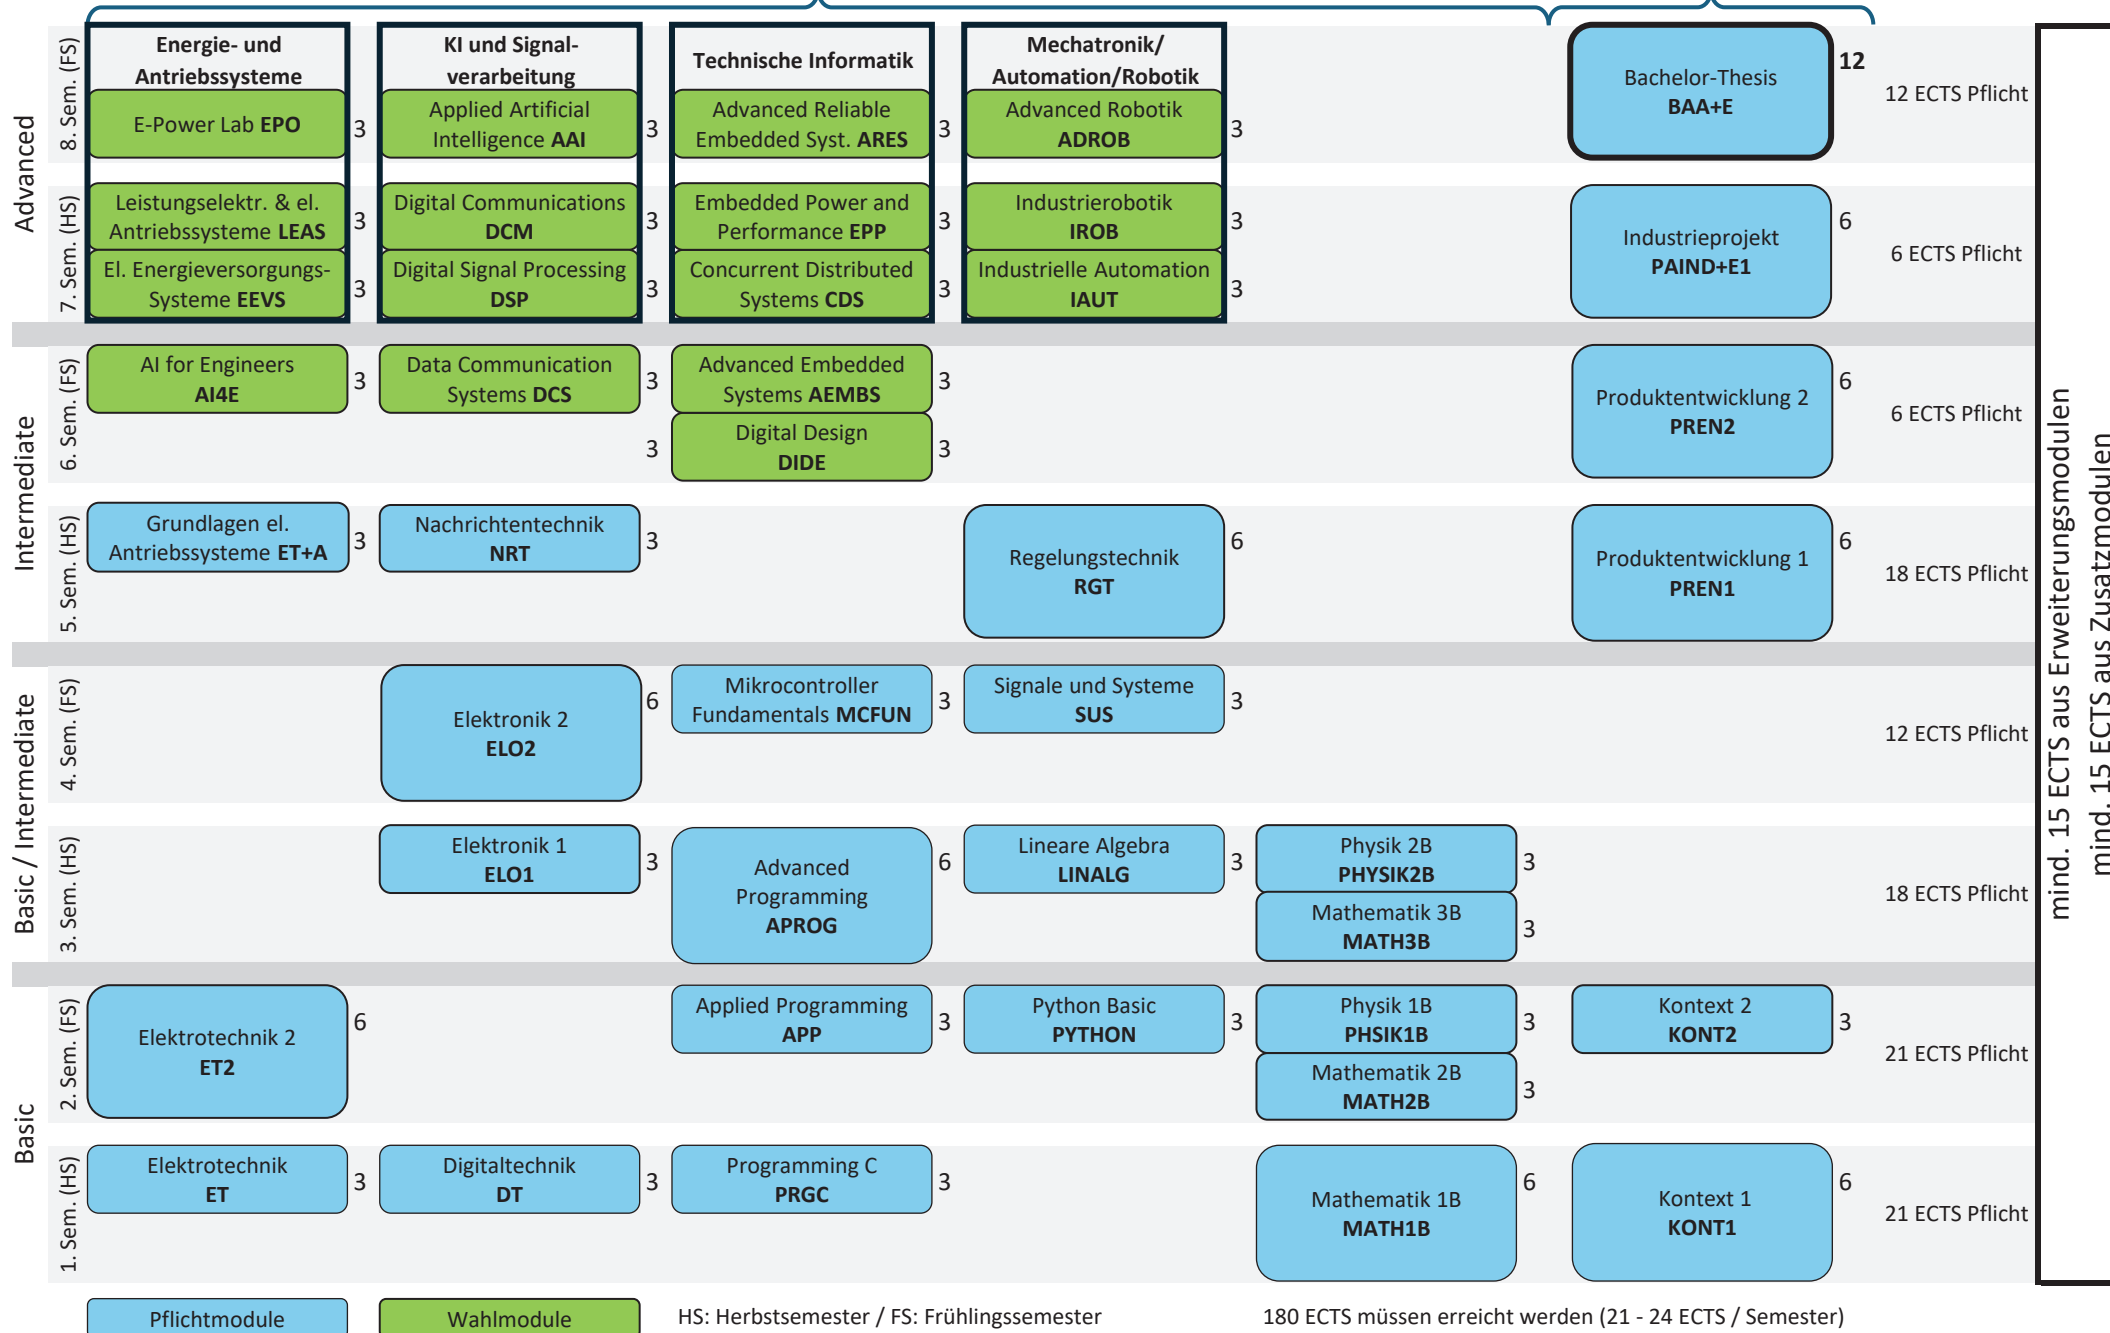 Advanced
8. Sem. (FS)
Energie- und
Antriebssysteme
KI und Signal-
verarbeitung
Technische Informatik
Mechatronik/
Automation/Robotik
E-Power Lab EPO
3
Applied Artificial
Intelligence AAI
3
Advanced Reliable
Embedded Syst. ARES
3
Advanced Robotik
ADROB
3
Bachelor-Thesis
BAA+E
12
12 ECTS Pflicht
7. Sem. (HS)
Leistungselektr. & el.
Antriebssysteme LEAS
3
Digital Communications
DCM
3
Embedded Power and
Performance EPP
3
Industrierobotik
IROB
3
El. Energieversorgungs-
Systeme EEVS
3
Digital Signal Processing
DSP
3
Concurrent Distributed
Systems CDS
3
Industrielle Automation
IAUT
3
Industrieprojekt
PAIND+E1
6
6 ECTS Pflicht
Intermediate
6. Sem. (FS)
AI for Engineers
AI4E
3
Data Communication
Systems DCS
3
Advanced Embedded
Systems AEMBS
3
3
Digital Design
DIDE
3
Produktentwicklung 2
PREN2
6
6 ECTS Pflicht
5. Sem. (HS)
Grundlagen el.
Antriebssysteme ET+A
3
Nachrichtentechnik
NRT
3
Regelungstechnik
RGT
6
Produktentwicklung 1
PREN1
6
18 ECTS Pflicht
Basic / Intermediate
4. Sem. (FS)
Elektronik 2
ELO2
6
Mikrocontroller
Fundamentals MCFUN
3
Signale und Systeme
SUS
3
12 ECTS Pflicht
3. Sem. (HS)
Elektronik 1
ELO1
3
Advanced
Programming
APROG
6
Lineare Algebra
LINALG
3
Physik 2B
PHYSIK2B
3
Mathematik 3B
MATH3B
3
18 ECTS Pflicht
Basic
2. Sem. (FS)
Elektrotechnik 2
ET2
6
Applied Programming
APP
3
Python Basic
PYTHON
3
Physik 1B
PHSIK1B
3
Mathematik 2B
MATH2B
3
Kontext 2
KONT2
3
21 ECTS Pflicht
1. Sem. (HS)
Elektrotechnik
ET
3
Digitaltechnik
DT
3
Programming C
PRGC
3
Mathematik 1B
MATH1B
6
Kontext 1
KONT1
6
21 ECTS Pflicht
mind. 15 ECTS aus Erweiterungsmodulen
mind. 15 ECTS aus Zusatzmodulen
Pflichtmodule
Wahlmodule
HS: Herbstsemester / FS: Frühlingssemester
180 ECTS müssen erreicht werden (21 - 24 ECTS / Semester)